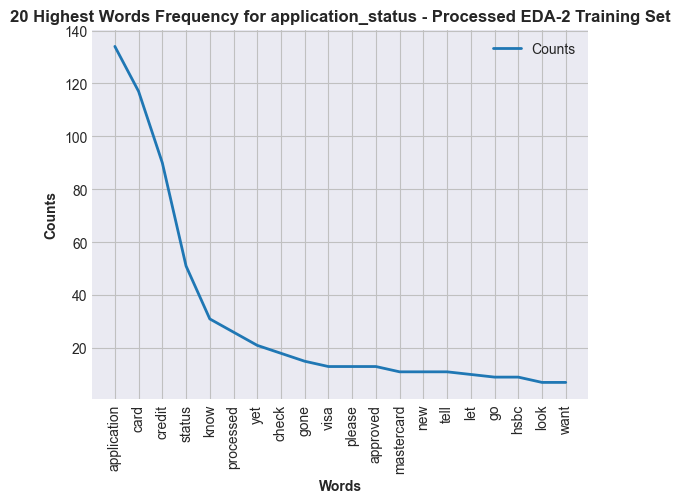 20 Highest Words Frequency for application_status - Processed EDA-2 Training Set
Counts
140
120
100
80
60
40
20
Counts
application
card
credit
status
know
processed
yet
check
gone
visa
please
approved
mastercard
new
tell
let
go
hsbc
look
want
Words